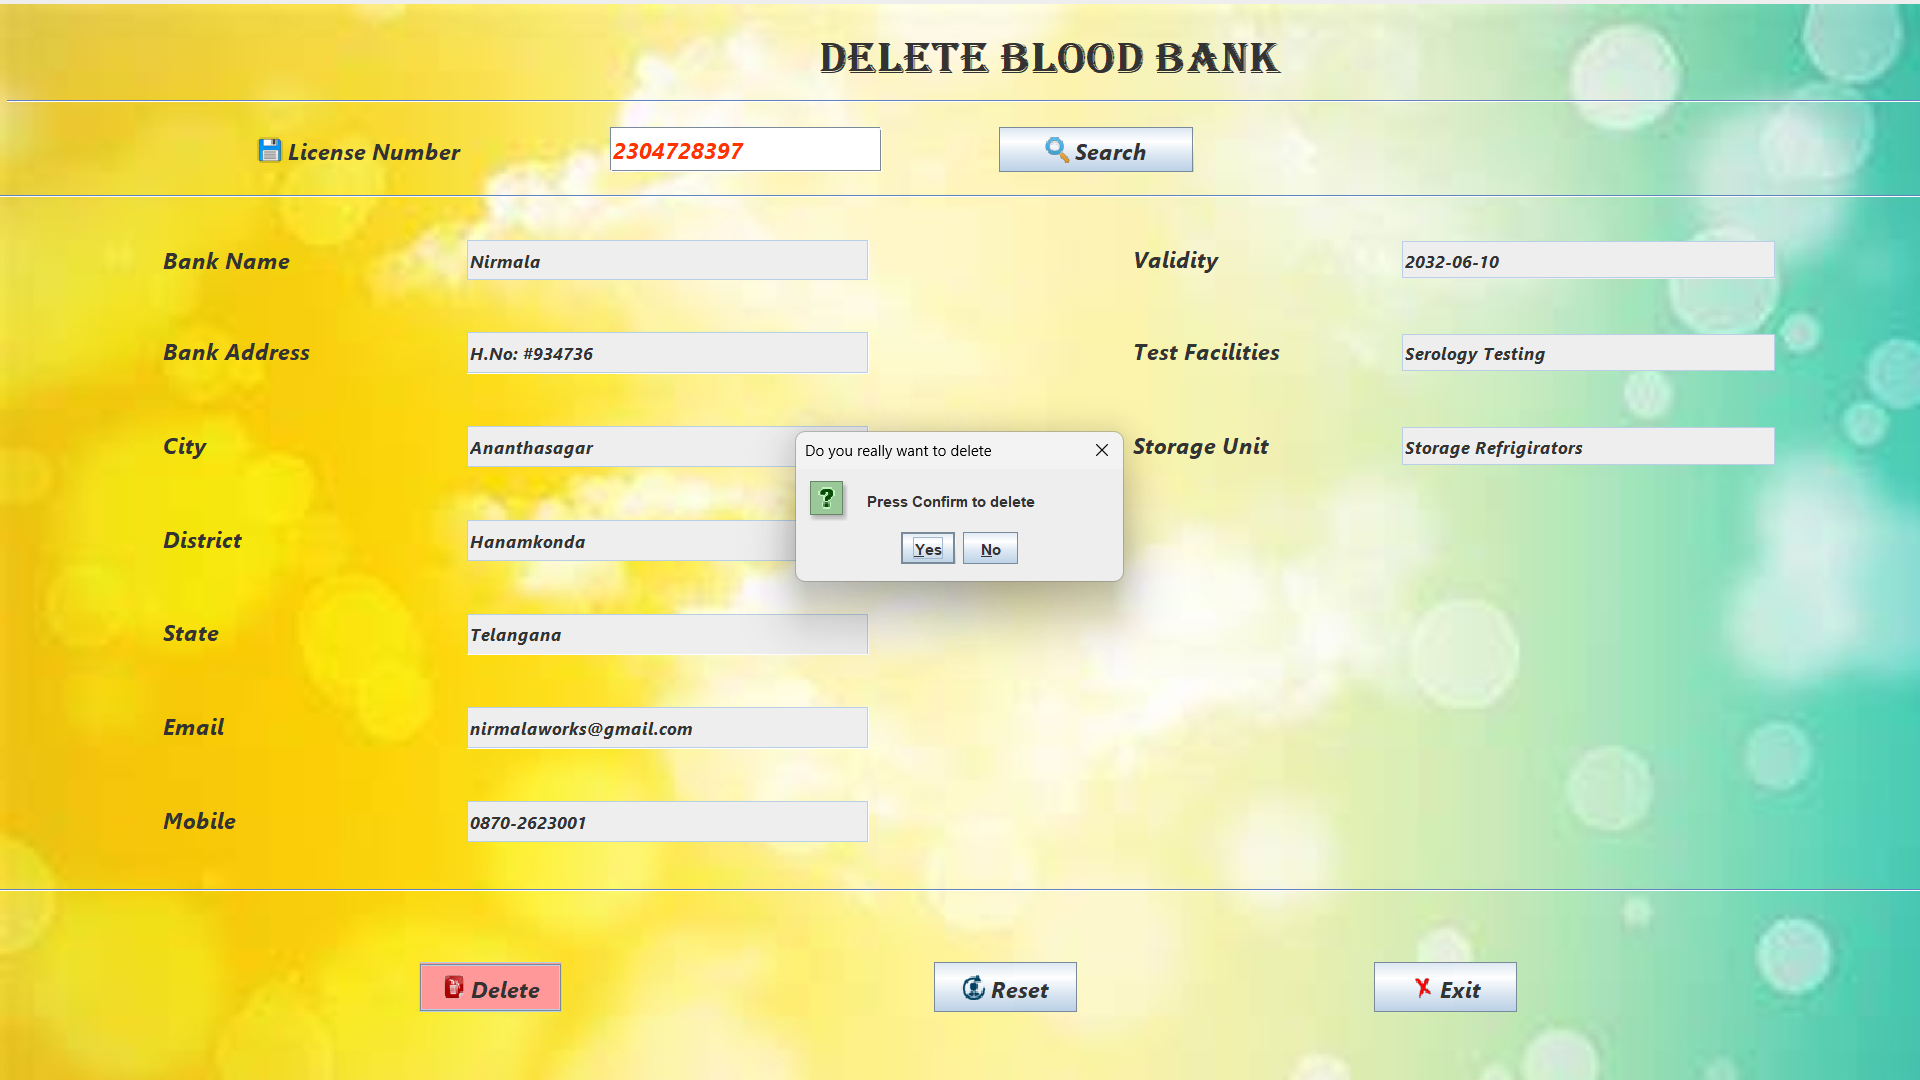 DELETE BLOOD BANK
License Number 2304728397 Search
Bank Name Nirmala Validity 2032-06-10
Bank Address H.No: #934736 Test Facilities Serology Testing
City Ananthasagar Storage Unit Storage Refrigirators
Do you really want to delete
Press Confirm to delete
Yes No
District Hanamkonda
State Telangana
Email nirmalaworks@gmail.com
Mobile 0870-2623001
Delete Reset Exit